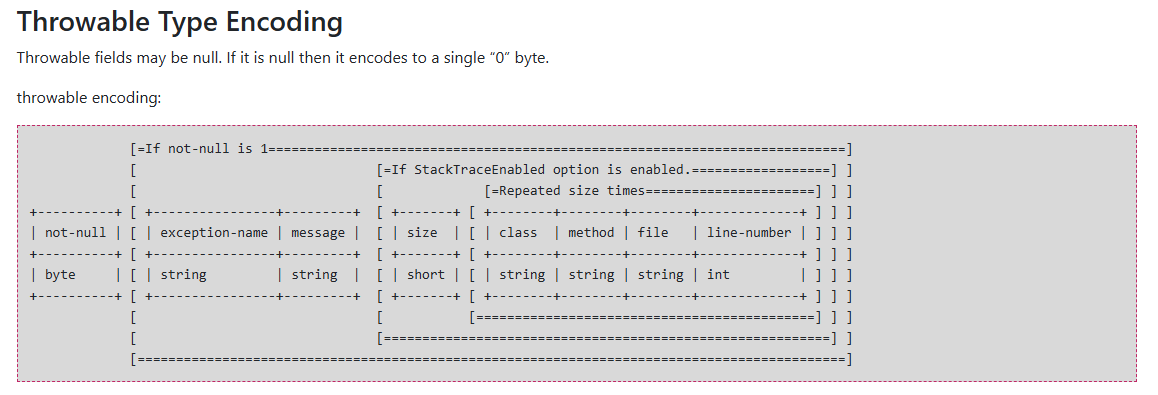 Throwable Type Encoding
Throwable fields may be null. If it is null then it encodes to a single “0” byte.
throwable encoding:
             [=If not-null is 1===========================================================================]
             [                               [=If StackTraceEnabled option is enabled.==================] ]
             [                               [             [=Repeated size times======================] ] ]
+----------+ [ +----------------+---------+  [ +-------+ [ +--------+--------+--------+-------------+ ] ] ]
| not-null | [ | exception-name | message |  [ | size  | [ | class  | method | file   | line-number | ] ] ]
+----------+ [ +----------------+---------+  [ +-------+ [ +--------+--------+--------+-------------+ ] ] ]
| byte     | [ | string         | string  |  [ | short | [ | string | string | string | int         | ] ] ]
+----------+ [ +----------------+---------+  [ +-------+ [ +--------+--------+--------+-------------+ ] ] ]
             [                               [           [============================================] ] ]
             [                               [==========================================================] ]
             [============================================================================================]